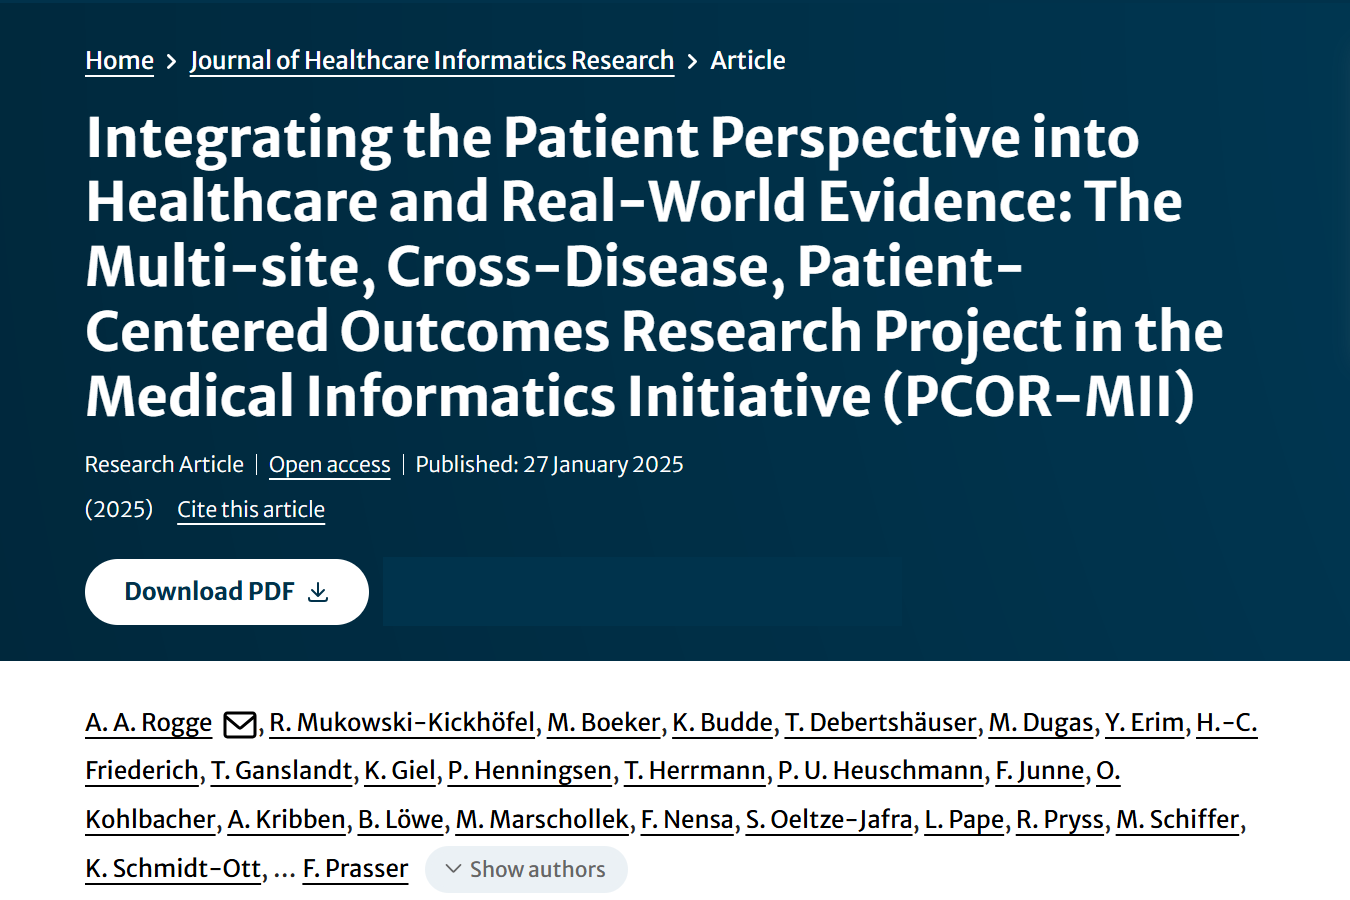 Home > Journal of Healthcare Informatics Research > Article
Integrating the Patient Perspective into
Healthcare and Real-World Evidence: The
Multi-site, Cross-Disease, Patient-
Centered Outcomes Research Project in the
Medical Informatics Initiative (PCOR-MII)
Research Article | Open access | Published: 27 January 2025
(2025) Cite this article
Download PDF
A. A. Rogge, R. Mukowski-Kickhöfel, M. Boeker, K. Budde, T. Debertshäuser, M. Dugas, Y. Erim, H.-C.
Friederich, T. Ganslandt, K. Giel, P. Henningsen, T. Herrmann, P. U. Heuschmann, F. Junne, O.
Kohlbacher, A. Kribben, B. Löwe, M. Marschollek, F. Nensa, S. Oeltze-Jafra, L. Pape, R. Pryss, M. Schiffer,
K. Schmidt-Ott, … F. Prasser Show authors